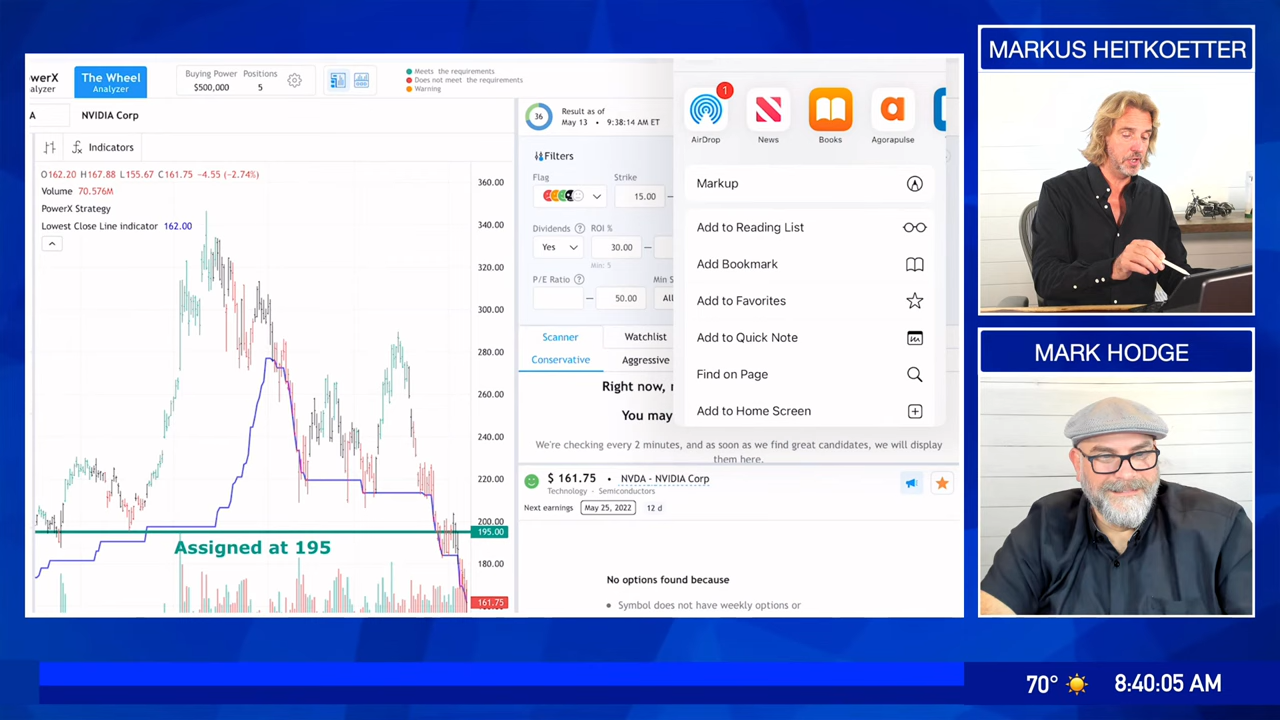 MARKUS HEITKOETTER
MARK HODGE
werX
alyzer
The Wheel
Analyzer
Buying Power Positions
$500,000 5
Meets the requirements
Does not meet the requirements
Warning
A NVIDIA Corp
Indicators
O162.20 H167.88 L155.67 C161.75 -4.55 (-2.74%)
Volume 70.576M
PowerX Strategy
Lowest Close Line indicator 162.00
360.00
340.00
320.00
300.00
280.00
260.00
240.00
220.00
200.00
195.00
180.00
161.75
Assigned at 195
36
Result as of
May 13 • 9:38:14 AM ET
Filters
Flag Strike
15.00 –
Dividends ? ROI %
Yes 30.00 –
Min: 5
P/E Ratio ? Min S
– 50.00 All
Scanner Watchlist
Conservative Aggressive
Right now,
You may
We're checking every 2 minutes, and as soon as we find great candidates, we will display
them here.
$ 161.75 • NVDA - NVIDIA Corp
Technology • Semiconductors
Next earnings May 25, 2022 12 d
No options found because
• Symbol does not have weekly options or
1
AirDrop News Books Agorapulse
Markup
Add to Reading List
Add Bookmark
Add to Favorites
Add to Quick Note
Find on Page
Add to Home Screen
70° 8:40:05 AM